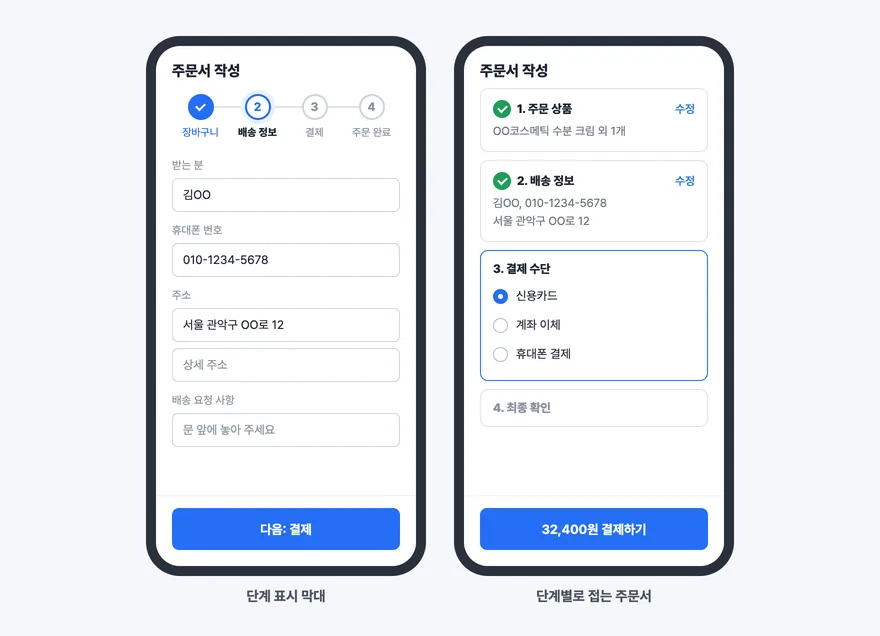 주문서 작성
2
3
4
장바구니
배송 정보
결제
주문 완료
받는 분
김OO
휴대폰 번호
010-1234-5678
주소
서울 관악구 OO로 12
상세 주소
배송 요청 사항
문 앞에 놓아 주세요
다음: 결제
단계 표시 막대
주문서 작성
1. 주문 상품
수정
OO코스메틱 수분 크림 외 1개
2. 배송 정보
수정
김OO, 010-1234-5678
서울 관악구 OO로 12
3. 결제 수단
신용카드
계좌 이체
휴대폰 결제
4. 최종 확인
32,400원 결제하기
단계별로 접는 주문서